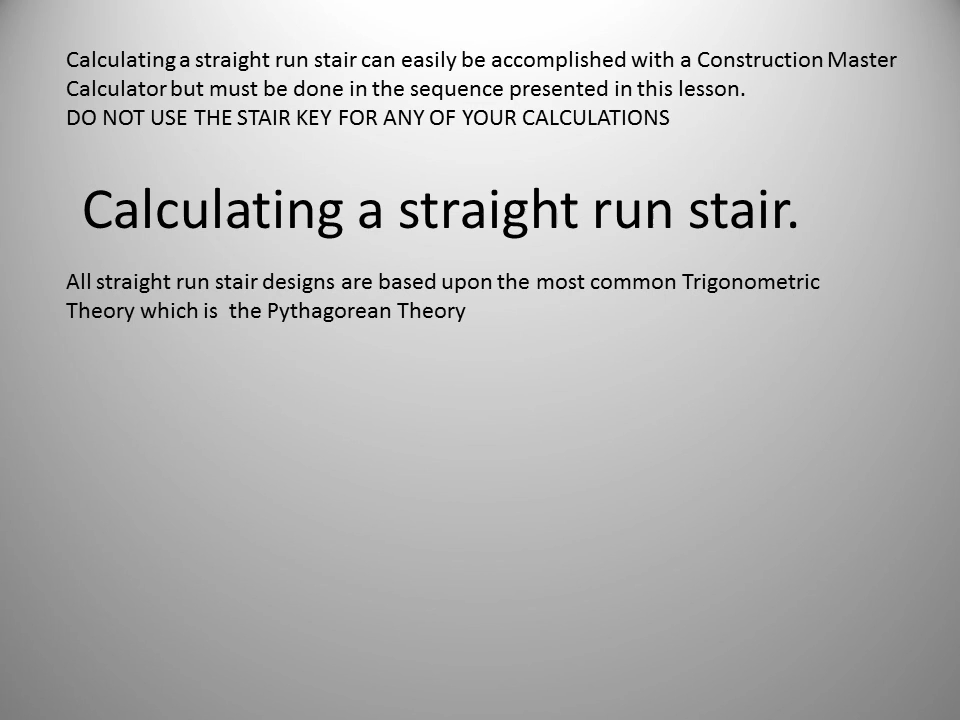 Calculating a straight run stair can easily be accomplished with a Construction Master
Calculator but must be done in the sequence presented in this lesson.
DO NOT USE THE STAIR KEY FOR ANY OF YOUR CALCULATIONS
Calculating a straight run stair.
All straight run stair designs are based upon the most common Trigonometric
Theory which is  the Pythagorean Theory